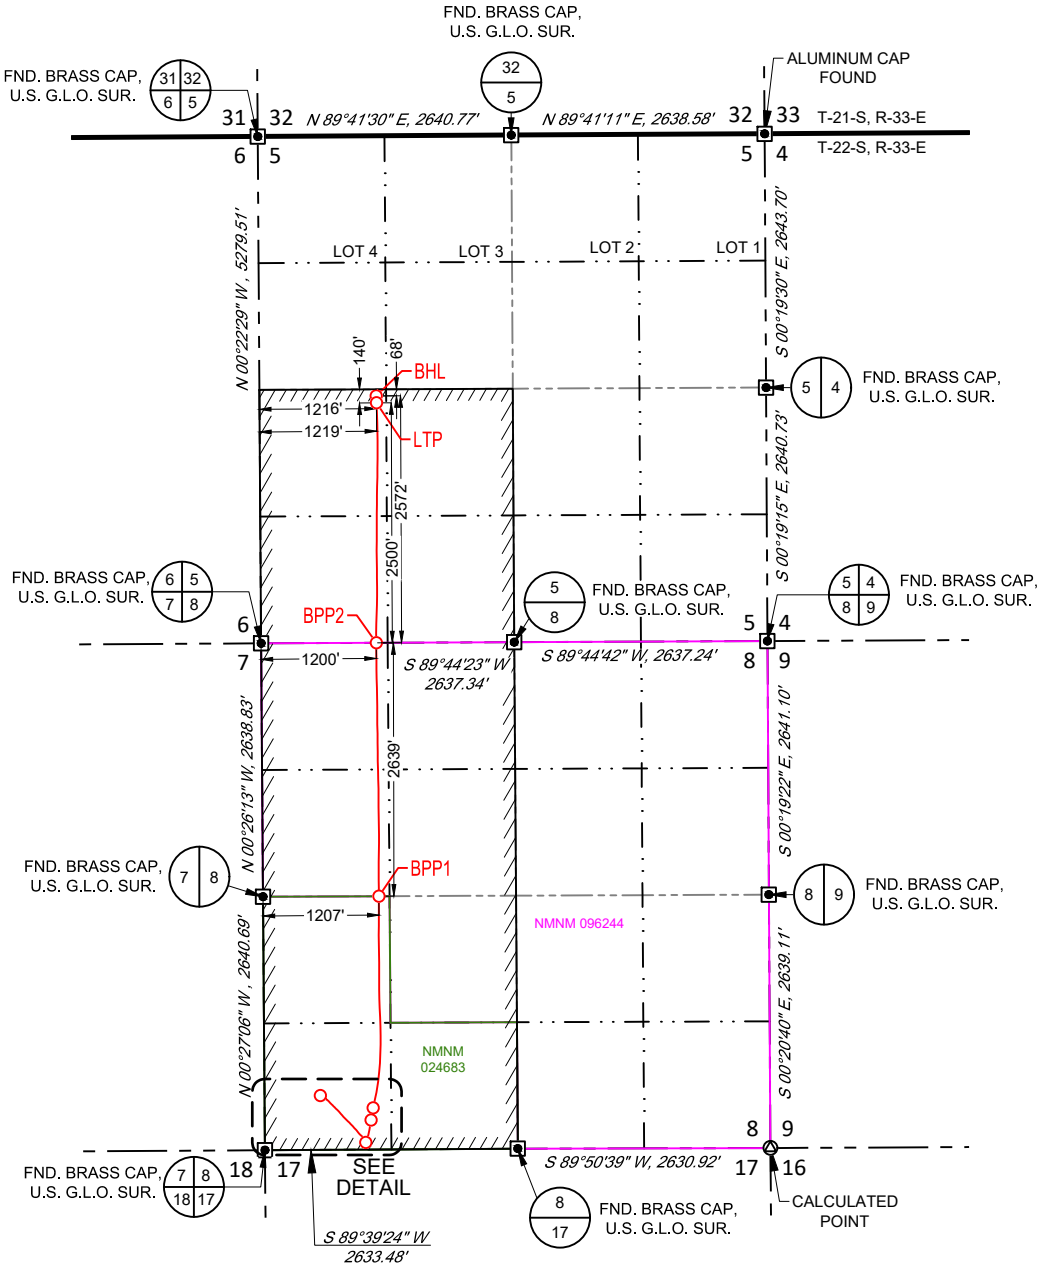 FND. BRASS CAP,
U.S. G.L.O. SUR.
32
5
FND. BRASS CAP,
U.S. G.L.O. SUR.
31 32
6 5
ALUMINUM CAP
FOUND
31 32
N 89°41'30" E, 2640.77'
N 89°41'11" E, 2638.58'
32 33
T-21-S, R-33-E
6 5
5 4
T-22-S, R-33-E
N 00°22'29" W, 5279.51'
S 00°19'30" E, 2643.70'
LOT 4
LOT 3
LOT 2
LOT 1
140'
68'
BHL
1216'
LTP
1219'
5 4
FND. BRASS CAP,
U.S. G.L.O. SUR.
S 00°19'15" E, 2640.73'
2572'
2500'
FND. BRASS CAP,
U.S. G.L.O. SUR.
6 5
7 8
5
8
FND. BRASS CAP,
U.S. G.L.O. SUR.
5 4
8 9
FND. BRASS CAP,
U.S. G.L.O. SUR.
6
BPP2
5 4
7
1200'
S 89°44'23" W
2637.34'
S 89°44'42" W, 2637.24'
8 9
N 00°26'13" W, 2638.83'
2639'
S 00°19'22" E, 2641.10'
FND. BRASS CAP,
U.S. G.L.O. SUR.
7 8
BPP1
8 9
FND. BRASS CAP,
U.S. G.L.O. SUR.
1207'
NMNM 096244
N 00°27'06" W, 2640.69'
S 00°20'40" E, 2639.11'
NMNM
024683
8 9
18 17
17 16
SEE
DETAIL
S 89°50'39" W, 2630.92'
FND. BRASS CAP,
U.S. G.L.O. SUR.
7 8
18 17
8
17
FND. BRASS CAP,
U.S. G.L.O. SUR.
CALCULATED
POINT
S 89°39'24" W
2633.48'